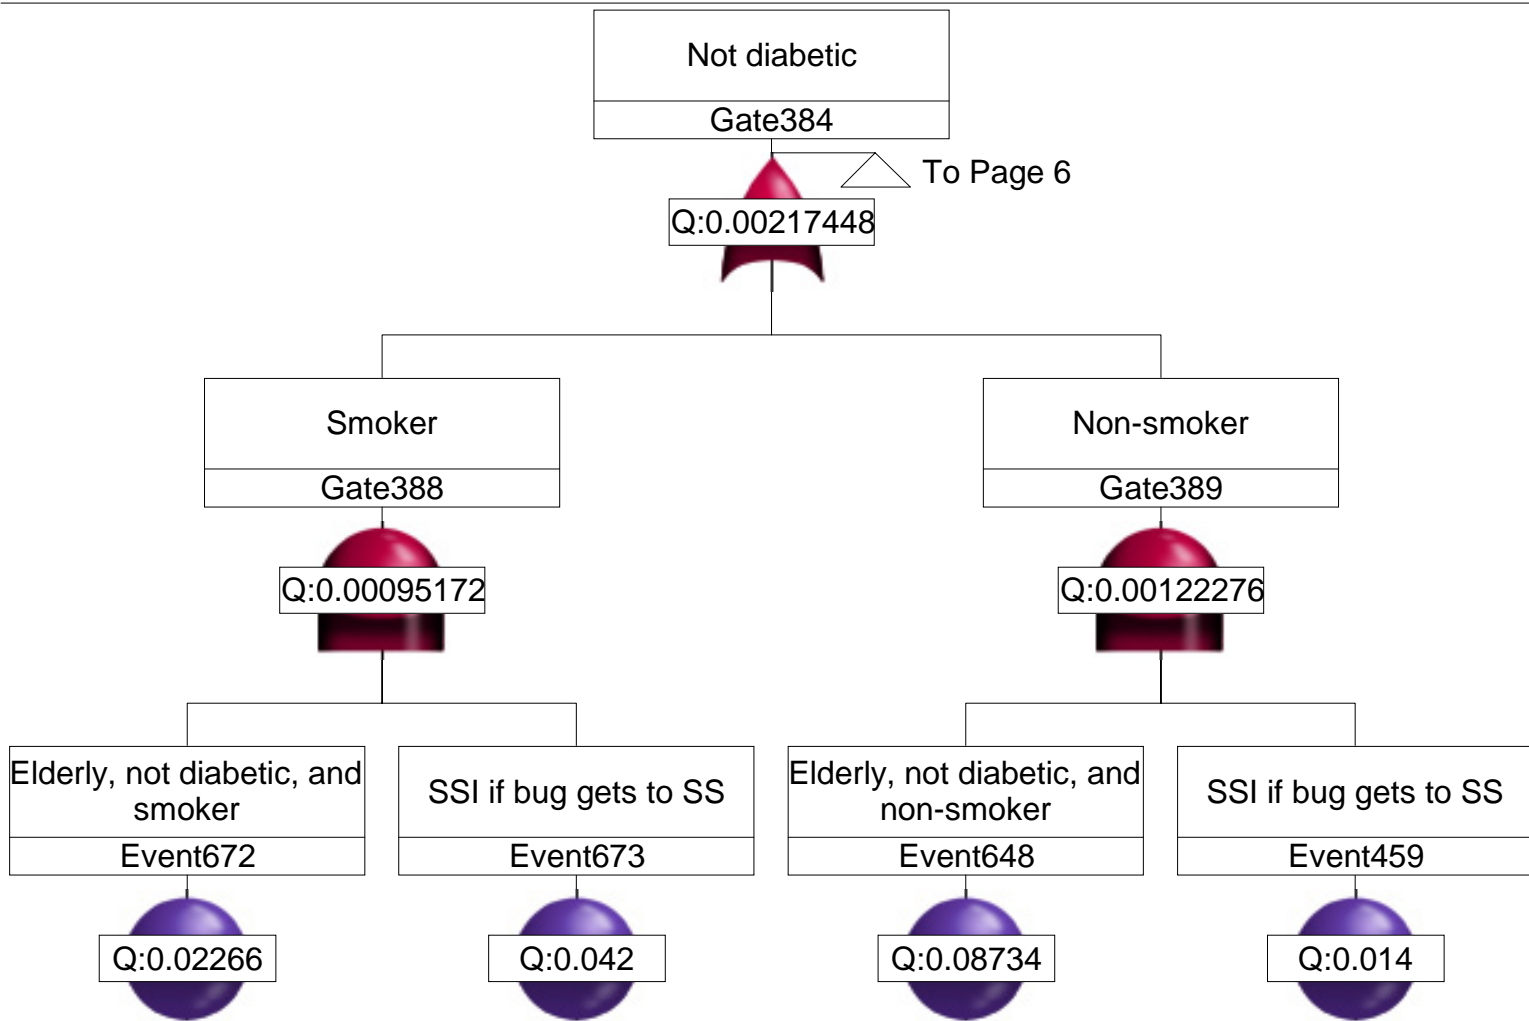 Not diabetic
Gate384
To Page 6
Q:0.00217448
Smoker
Gate388
Q:0.00095172
Non-smoker
Gate389
Q:0.00122276
Elderly, not diabetic, and
smoker
Event672
Q:0.02266
SSI if bug gets to SS
Event673
Q:0.042
Elderly, not diabetic, and
non-smoker
Event648
Q:0.08734
SSI if bug gets to SS
Event459
Q:0.014